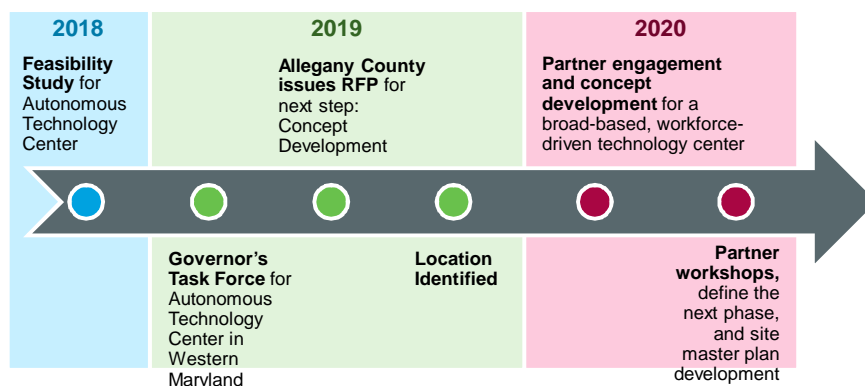 2018
Feasibility
Study for
Autonomous
Technology
Center
2019
Allegany County
issues RFP for
next step:
Concept
Development
2020
Partner engagement
and concept
development for a
broad-based, workforce-
driven technology center
Governor's
Task Force for
Autonomous
Technology
Center in
Western
Maryland
Location
Identified
Partner
workshops,
define the
next phase,
and site
master plan
development